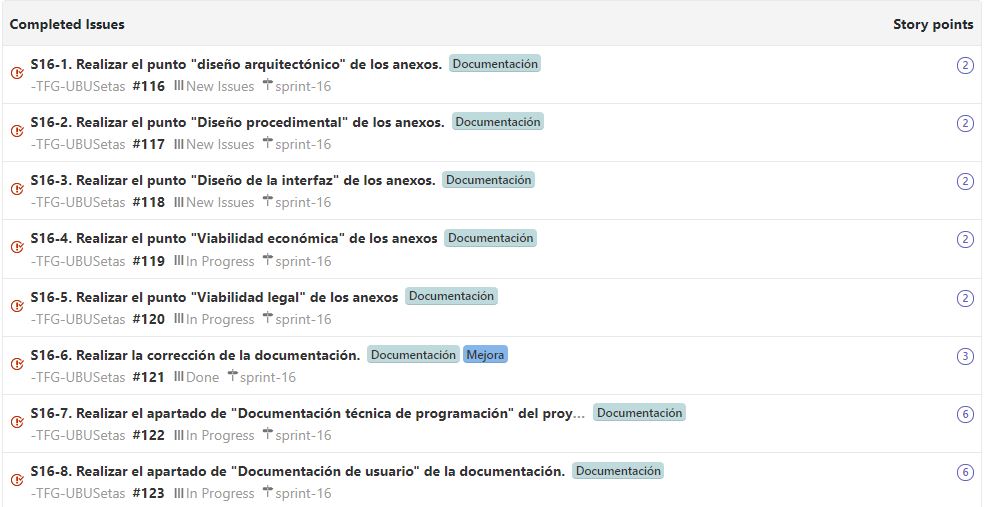 Completed Issues Story points
S16-1. Realizar el punto "diseño arquitectónico" de los anexos. Documentación 2
-TFG-UBUSetas #116 New Issues sprint-16
S16-2. Realizar el punto "Diseño procedimental" de los anexos. Documentación 2
-TFG-UBUSetas #117 New Issues sprint-16
S16-3. Realizar el punto "Diseño de la interfaz" de los anexos. Documentación 2
-TFG-UBUSetas #118 New Issues sprint-16
S16-4. Realizar el punto "Viabilidad económica" de los anexos Documentación 2
-TFG-UBUSetas #119 In Progress sprint-16
S16-5. Realizar el punto "Viabilidad legal" de los anexos Documentación 2
-TFG-UBUSetas #120 In Progress sprint-16
S16-6. Realizar la corrección de la documentación. Documentación Mejora 3
-TFG-UBUSetas #121 Done sprint-16
S16-7. Realizar el apartado de "Documentación técnica de programación" del proy... Documentación 6
-TFG-UBUSetas #122 In Progress sprint-16
S16-8. Realizar el apartado de "Documentación de usuario" de la documentación. Documentación 6
-TFG-UBUSetas #123 In Progress sprint-16